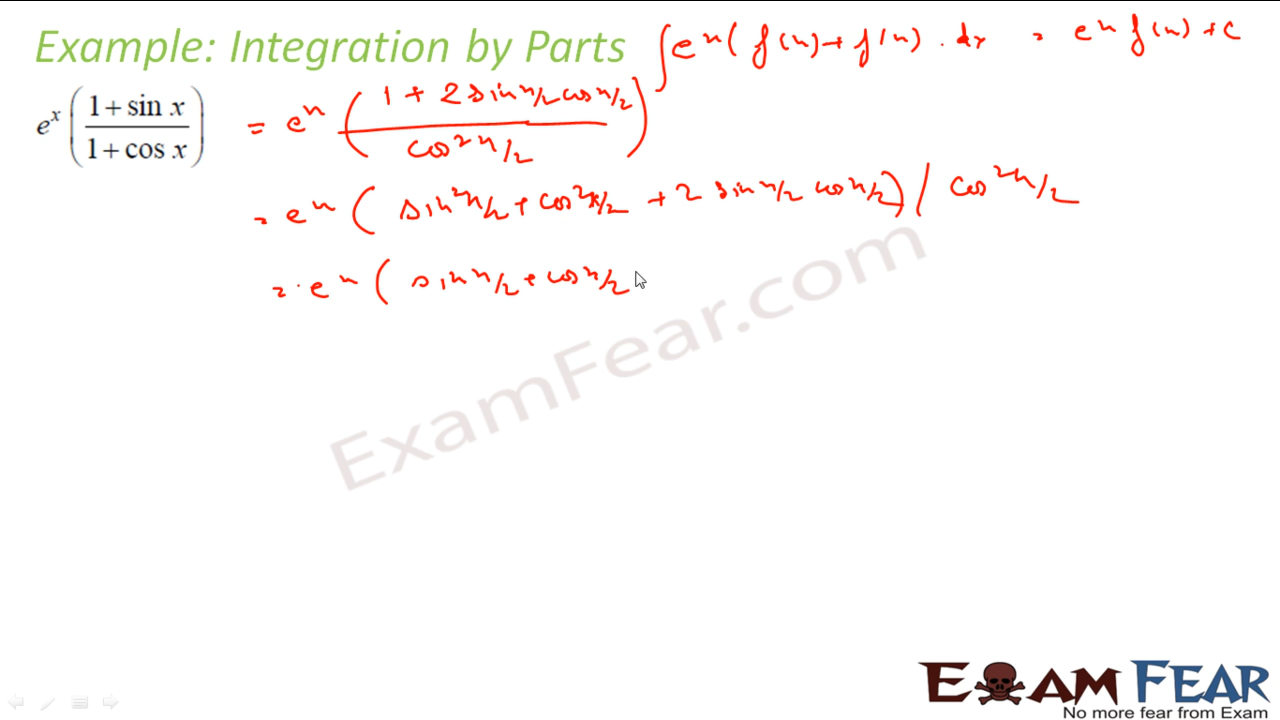 Example: Integration by Parts ∫eˣ( f(x)+f'(x) . dx = eˣ f(x) + c
eˣ ( (1 + sin x) / (1 + cos x) ) = eˣ ( (1 + 2 sin x/2 cos x/2) / (cos² x/2) )
= eˣ ( sin² x/2 + cos² x/2 + 2 sin x/2 cos x/2 ) / cos² x/2
= . eˣ ( sin x/2 + cos x/2
ExamFear.com
EXAM FEAR
No more fear from Exam